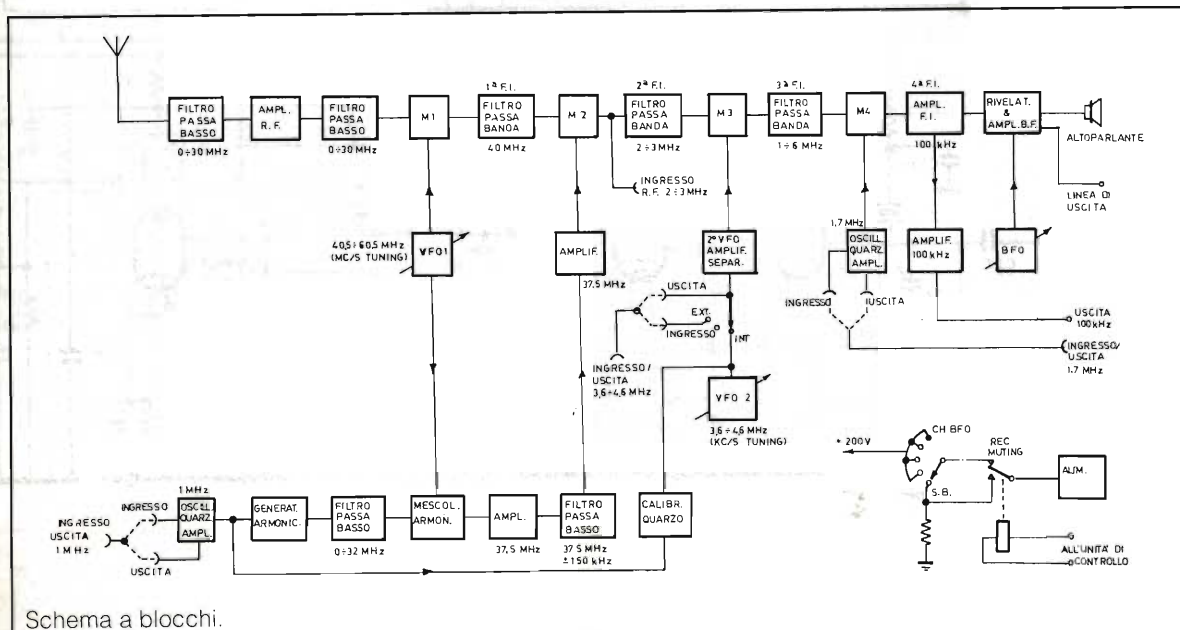 FILTRO
PASSA
BASSO
0÷30 MHz
AMPL.
R.F.
FILTRO
PASSA
BASSO
0÷30 MHz
M1
1ª F.I.
FILTRO
PASSA
BANDA
40 MHz
M2
2ª F.I.
FILTRO
PASSA
BANDA
2÷3 MHz
M3
3ª F.I.
FILTRO
PASSA
BANDA
1÷6 MHz
M4
4ª F.I.
AMPL.
F.I.
100 kHz
RIVELAT.
&
AMPL.B.F.
ALTOPARLANTE
LINEA DI
USCITA
INGRESSO
R.F. 2÷3 MHz
40,5÷60,5 MHz
(MC/S TUNING)
VFO1
AMPLIF.
37.5 MHz
2° VFO
AMPLIF.
SEPAR.
1.7 MHz
OSCILL.
QUARZ.
AMPL.
AMPLIF.
100 kHz
BFO
USCITA
EXT.
INGRESSO
INT
INGRESSO/
USCITA
3,6÷4,6 MHz
INGRESSO
USCITA
USCITA
100 kHz
INGRESSO/
USCITA
1.7 MHz
VFO 2
3,6÷4,6 MHz
(KC/S TUNING)
+ 200V
CH BFO
REC
MUTING
S.B.
ALIM.
ALL'UNITA' DI
CONTROLLO
INGRESSO
USCITA
1 MHz
INGRESSO
USCITA
1 MHz
OSCILL.
QUARZ.
AMPL.
GENERAT.
ARMONIC.
FILTRO
PASSA
BASSO
0÷32 MHz
MESCOL.
ARMON.
AMPL.
37,5 MHz
FILTRO
PASSA
BASSO
37.5 MHz
±150 kHz
CALIBR.
QUARZO
Schema a blocchi.